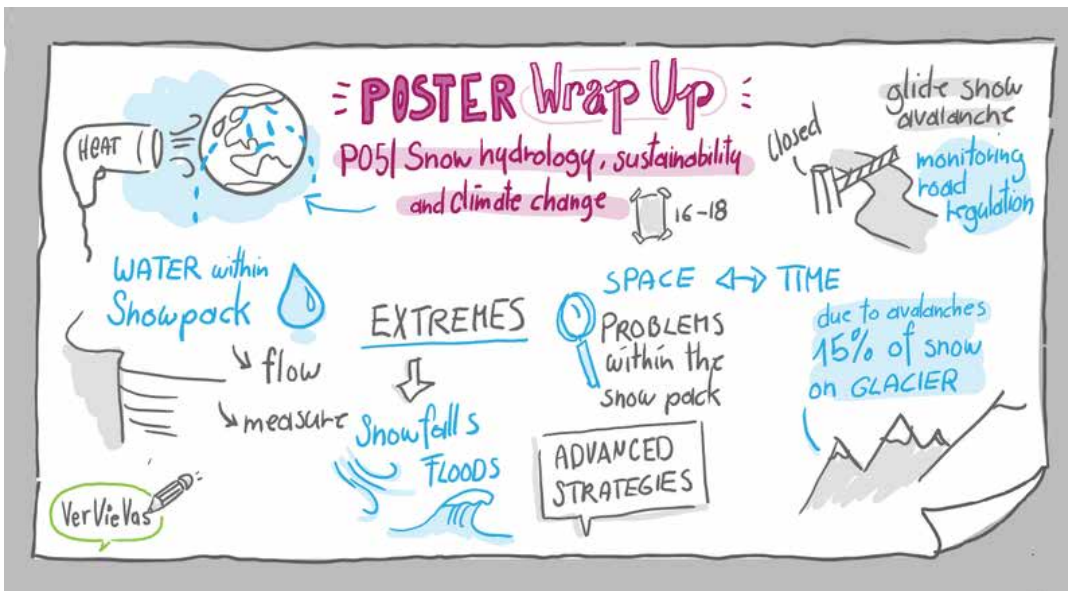 POSTER Wrap Up
P05| Snow hydrology, sustainability
and climate change
16-18
HEAT
Closed
glide snow
avalanche
monitoring
road
regulation
WATER within
Snowpack
flow
measure
EXTREMES
Snowfalls
FLOODS
SPACE ↔ TIME
PROBLEMS
within the
snow pack
ADVANCED
STRATEGIES
due to avalanches
15% of snow
on GLACIER
VerVieVas